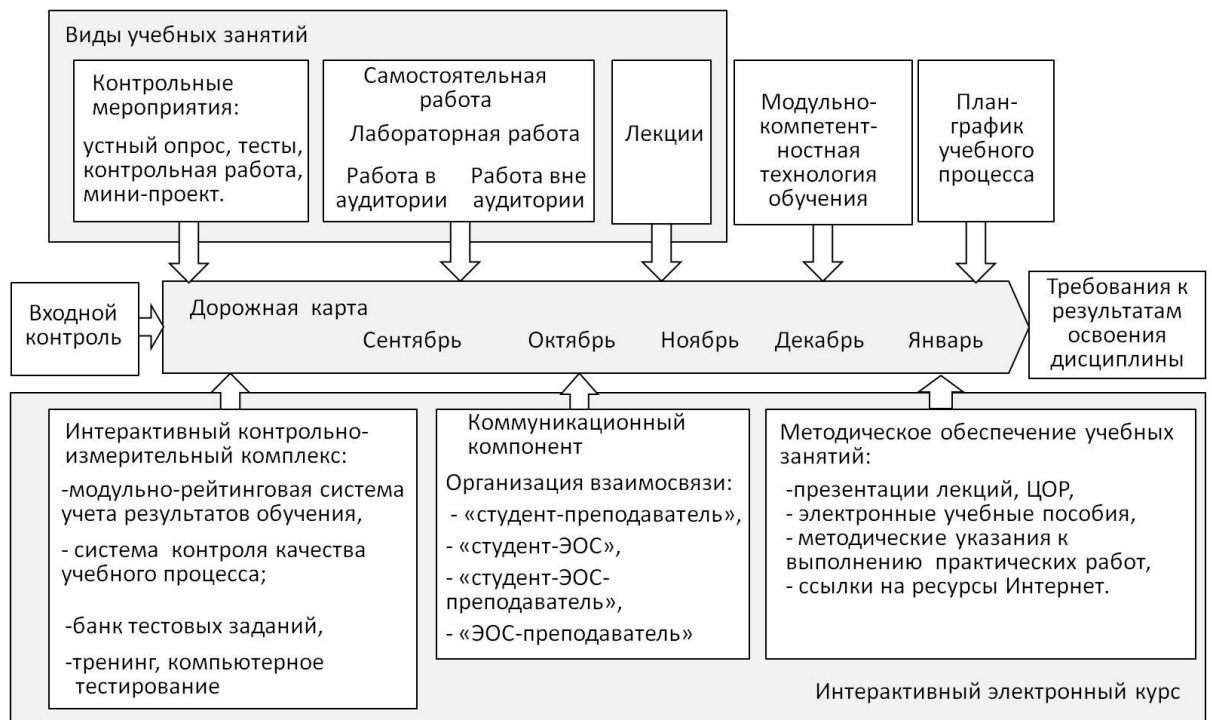 Виды учебных занятий
Контрольные
мероприятия:
устный опрос, тесты,
контрольная работа,
мини-проект.
Самостоятельная
работа
Лабораторная работа
Работа в
аудитории
Работа вне
аудитории
Лекции
Модульно-
компетент-
ностная
технология
обучения
План-
график
учебного
процесса
Входной
контроль
Дорожная карта
Сентябрь
Октябрь
Ноябрь
Декабрь
Январь
Требования к
результатам
освоения
дисциплины
Интерактивный контрольно-
измерительный комплекс:
-модульно-рейтинговая система
учета результатов обучения,
- система контроля качества
учебного процесса;
-банк тестовых заданий,
-тренинг, компьютерное
тестирование
Коммуникационный
компонент
Организация взаимосвязи:
- «студент-преподаватель»,
- «студент-ЭОС»,
- «студент-ЭОС-
преподаватель»,
- «ЭОС-преподаватель»
Методическое обеспечение учебных
занятий:
-презентации лекций, ЦОР,
- электронные учебные пособия,
- методические указания к
выполнению практических работ,
- ссылки на ресурсы Интернет.
Интерактивный электронный курс